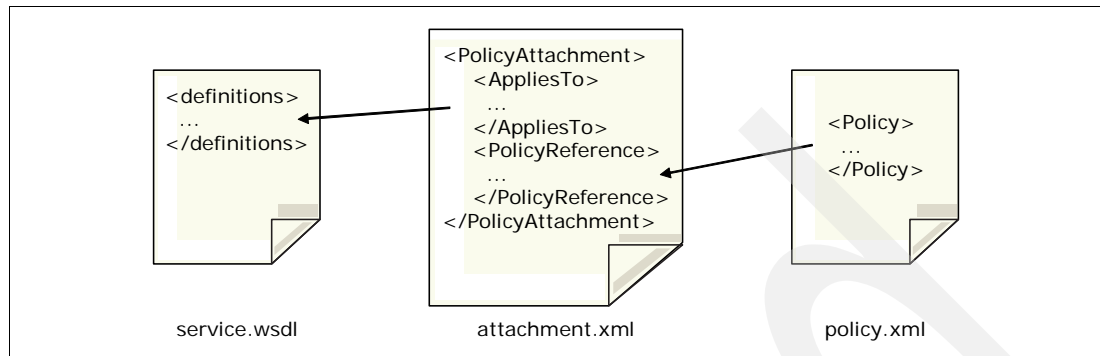 <definitions>
...
</definitions>
service.wsdl
<PolicyAttachment>
<AppliesTo>
...
</AppliesTo>
<PolicyReference>
...
</PolicyReference>
</PolicyAttachment>
attachment.xml
<Policy>
...
</Policy>
policy.xml